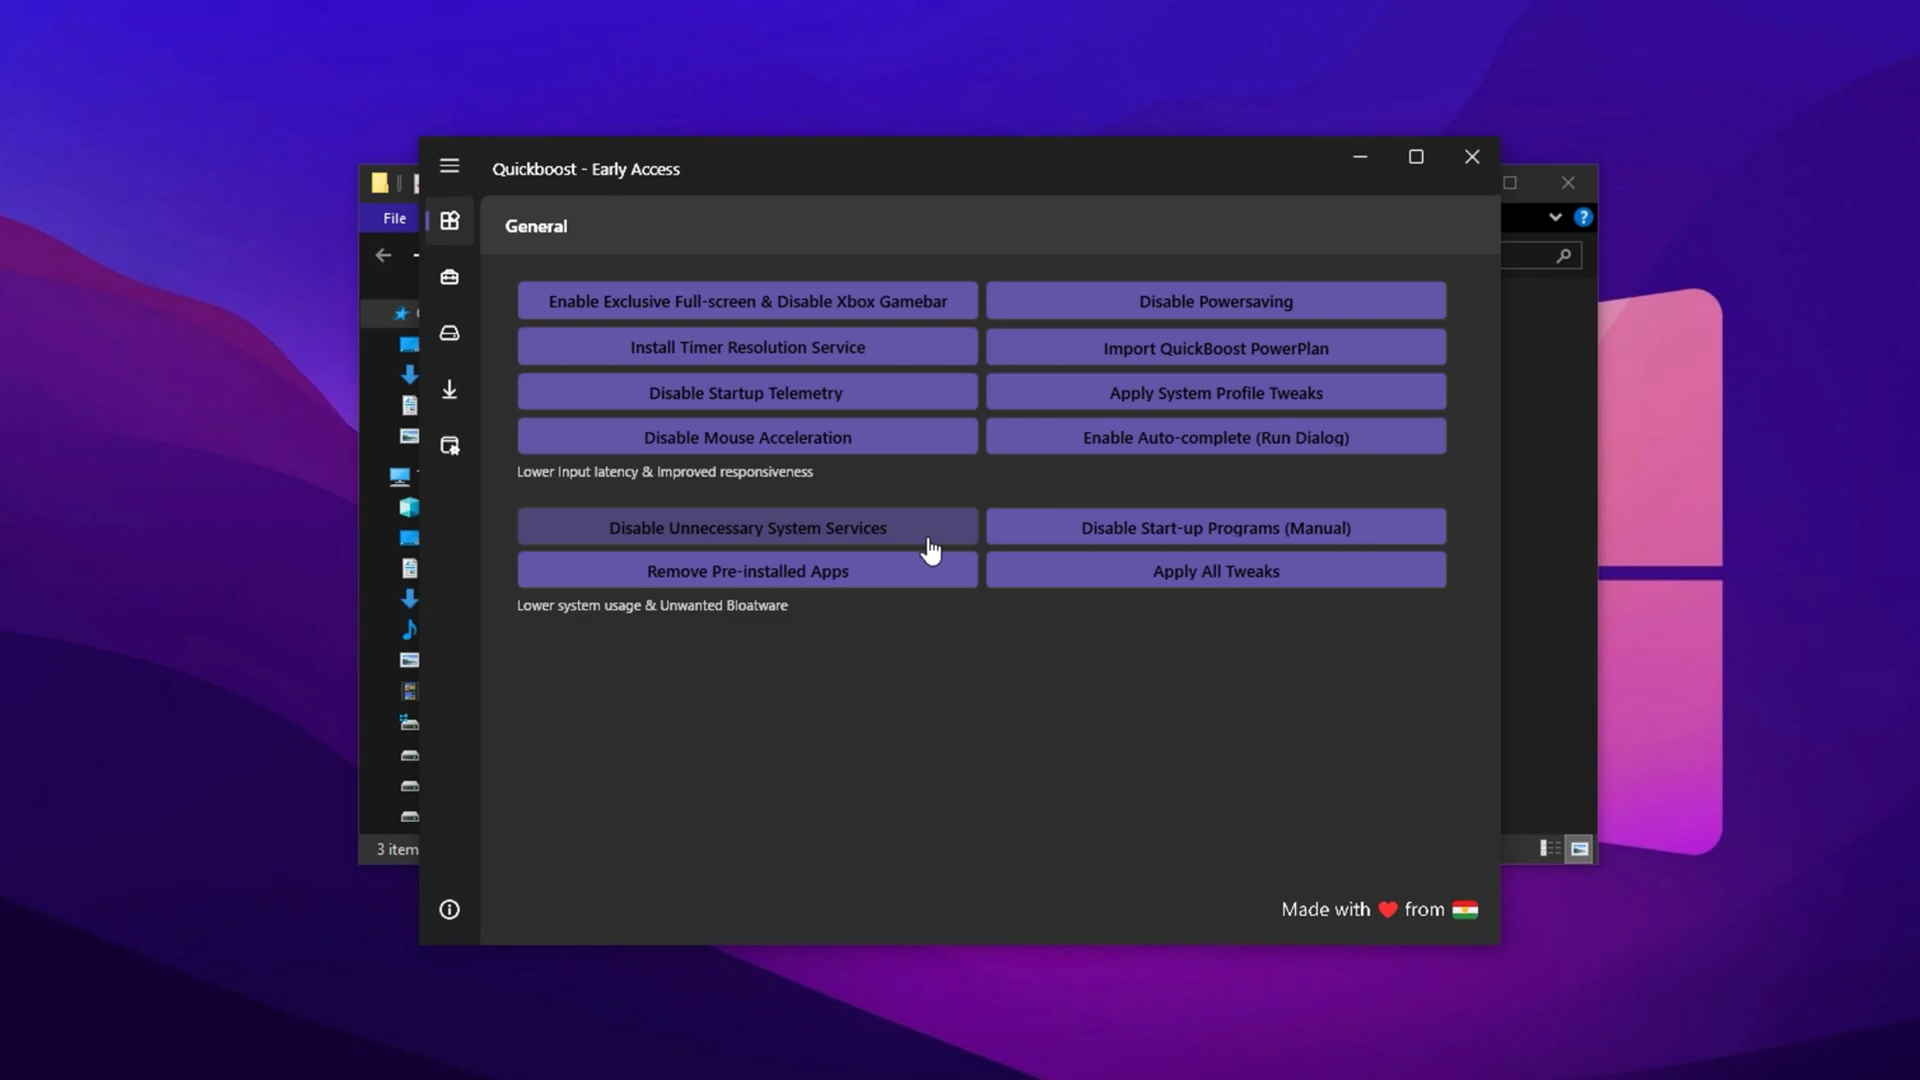 Quickboost - Early Access
File
General
Enable Exclusive Full-screen & Disable Xbox Gamebar
Disable Powersaving
Install Timer Resolution Service
Import QuickBoost PowerPlan
Disable Startup Telemetry
Apply System Profile Tweaks
Disable Mouse Acceleration
Enable Auto-complete (Run Dialog)
Lower Input latency & Improved responsiveness
Disable Unnecessary System Services
Disable Start-up Programs (Manual)
Remove Pre-installed Apps
Apply All Tweaks
Lower system usage & Unwanted Bloatware
3 item
Made with ❤ from